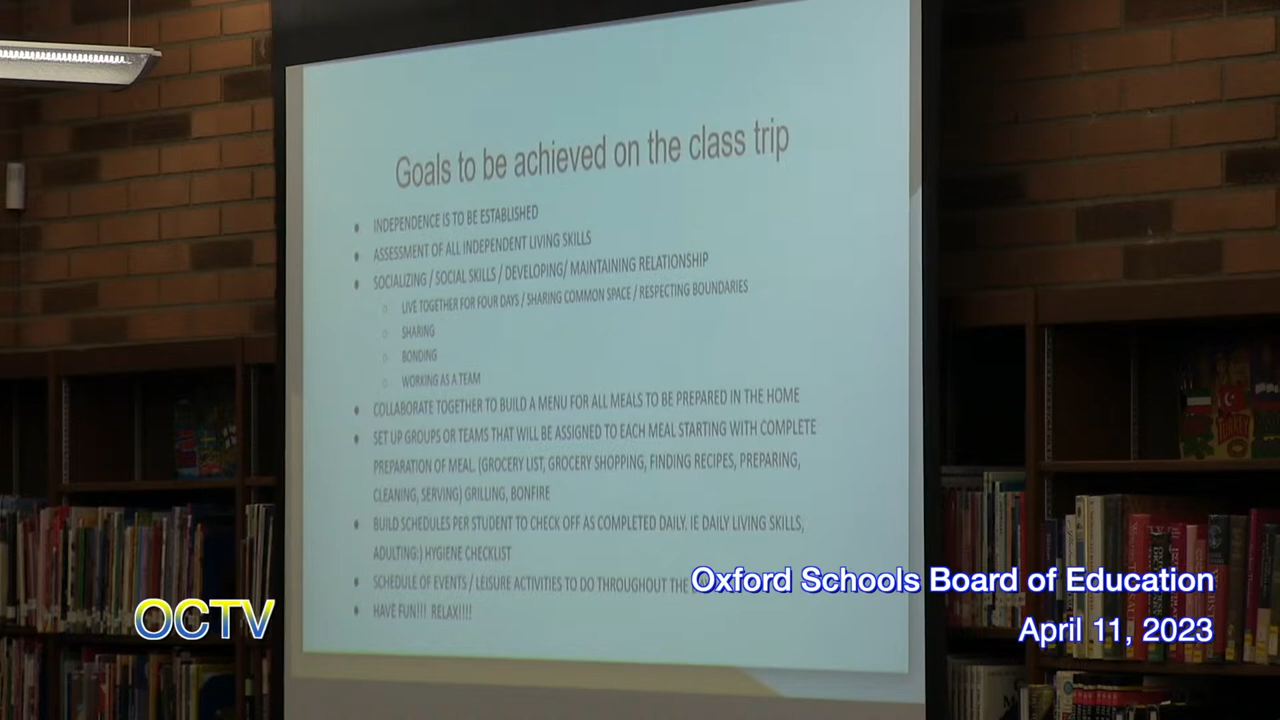 Goals to be achieved on the class trip
• INDEPENDENCE IS TO BE ESTABLISHED
• ASSESSMENT OF ALL INDEPENDENT LIVING SKILLS
• SOCIALIZING / SOCIAL SKILLS / DEVELOPING/ MAINTAINING RELATIONSHIP
○ LIVE TOGETHER FOR FOUR DAYS / SHARING COMMON SPACE / RESPECTING BOUNDARIES
○ SHARING
○ BONDING
○ WORKING AS A TEAM
• COLLABORATE TOGETHER TO BUILD A MENU FOR ALL MEALS TO BE PREPARED IN THE HOME
• SET UP GROUPS OR TEAMS THAT WILL BE ASSIGNED TO EACH MEAL STARTING WITH COMPLETE
PREPARATION OF MEAL. (GROCERY LIST, GROCERY SHOPPING, FINDING RECIPES, PREPARING,
CLEANING, SERVING) GRILLING, BONFIRE
• BUILD SCHEDULES PER STUDENT TO CHECK OFF AS COMPLETED DAILY. IE DAILY LIVING SKILLS,
ADULTING:) HYGIENE CHECKLIST
• SCHEDULE OF EVENTS / LEISURE ACTIVITIES TO DO THROUGHOUT THE
• HAVE FUN!!! RELAX!!!!
TURKEY
Oxford Schools Board of Education
April 11, 2023
OCTV